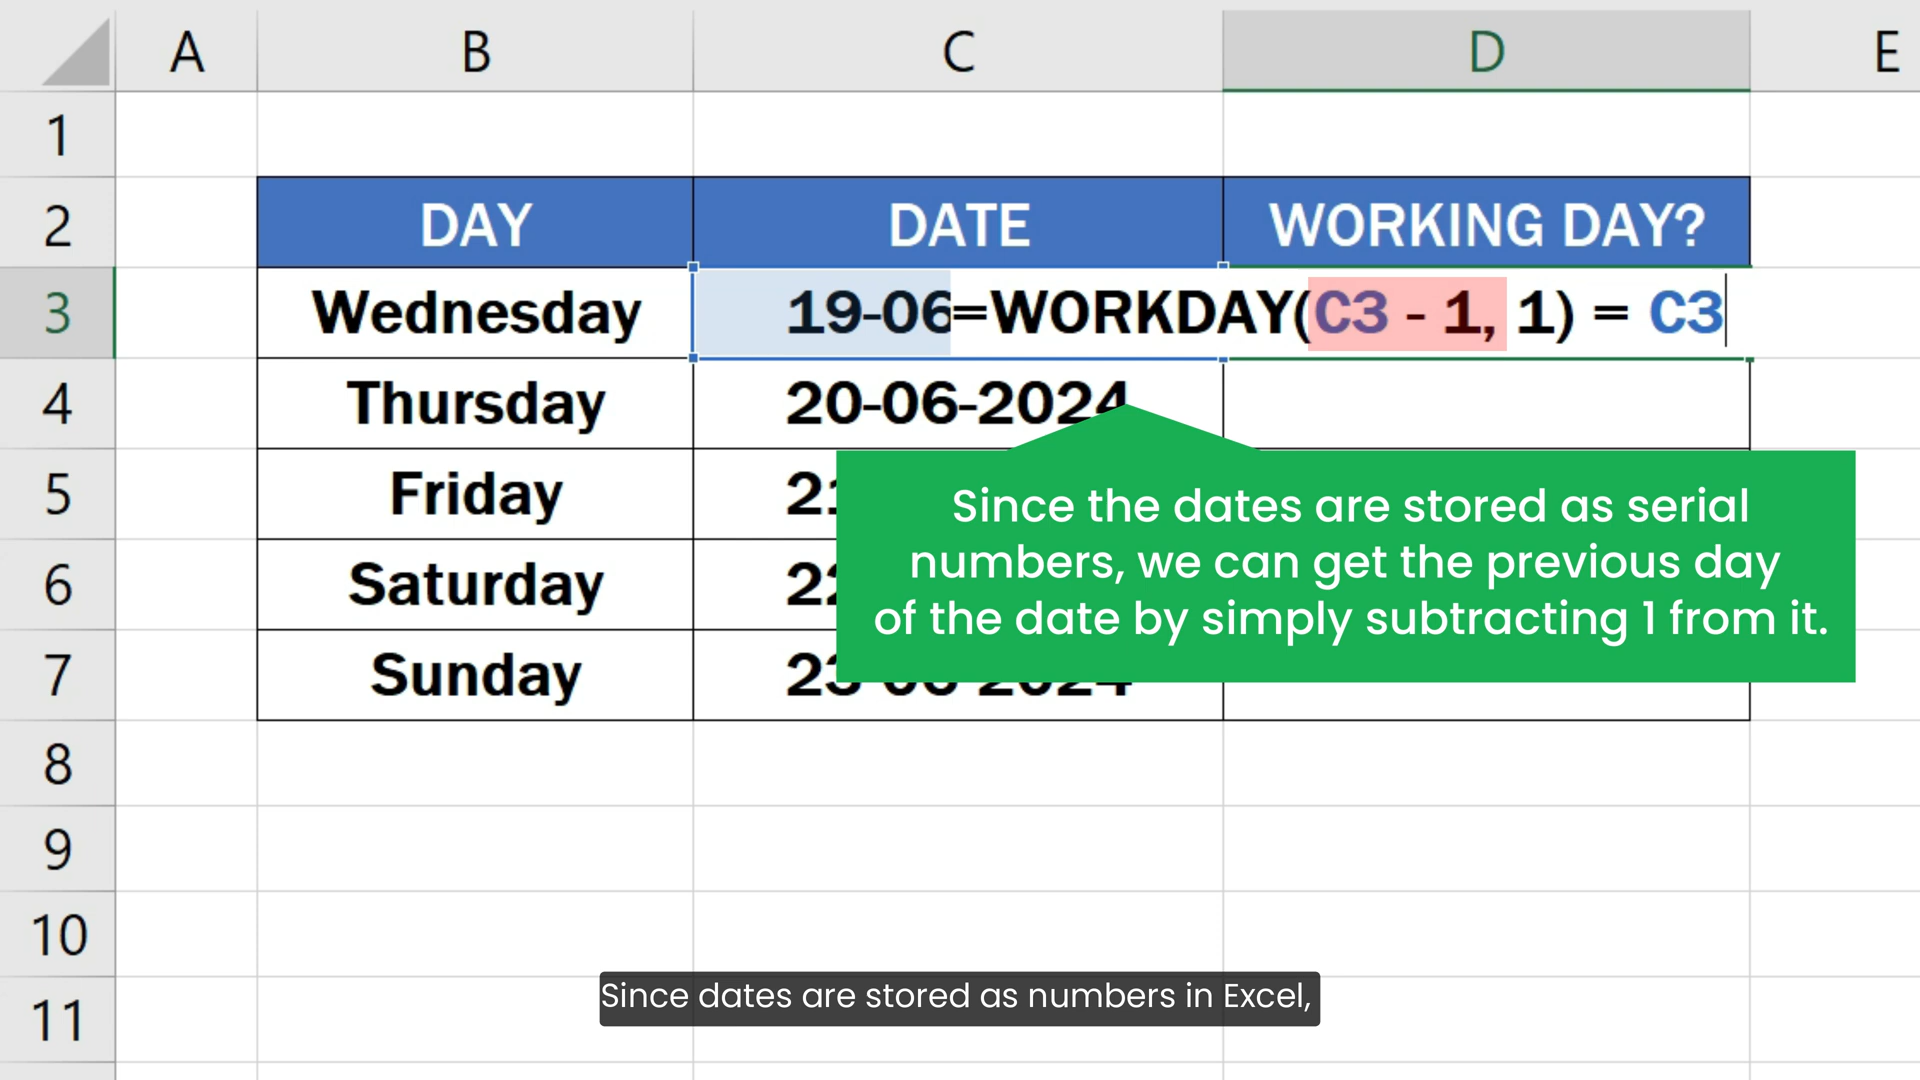 A B C D E
1
2 DAY DATE WORKING DAY?
3 Wednesday 19-06=WORKDAY(C3 - 1, 1) = C3
4 Thursday 20-06-2024
5 Friday
6 Saturday
7 Sunday 23-06-2024
Since the dates are stored as serial
numbers, we can get the previous day
of the date by simply subtracting 1 from it.
8
9
10
11
Since dates are stored as numbers in Excel,